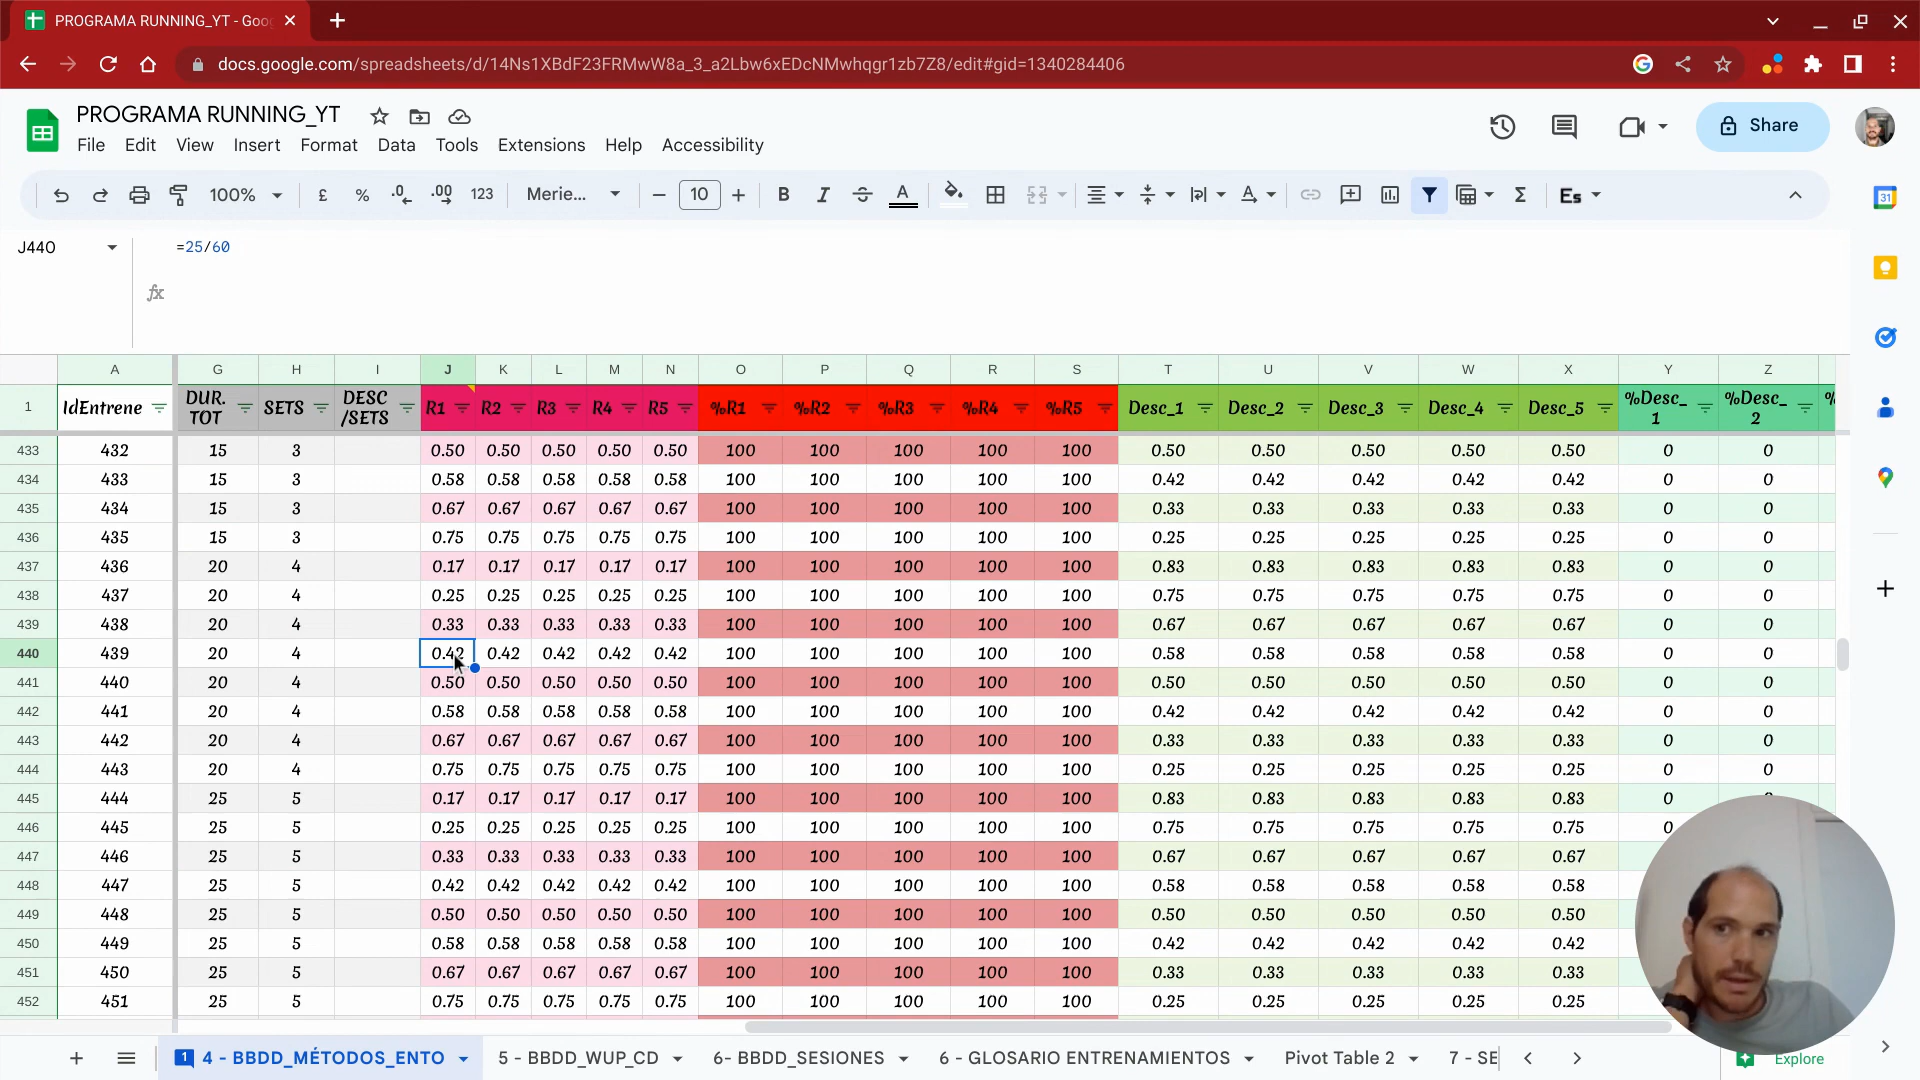 PROGRAMA RUNNING_YT - Goo
docs.google.com/spreadsheets/d/14Ns1XBdF23FRMwW8a_3_a2Lbw6xEDcNMwhqgr1zb7Z8/edit#gid=1340284406
PROGRAMA RUNNING_YT
File Edit View Insert Format Data Tools Extensions Help Accessibility
Share
31
100% £ % .0 .00 123 Merie... 10 B I A Σ Es
J440 =25/60
fx
A G H I J K L M N O P Q R S T U V W X Y Z
1 IdEntrene DUR. TOT SETS DESC /SETS R1 R2 R3 R4 R5 %R1 %R2 %R3 %R4 %R5 Desc_1 Desc_2 Desc_3 Desc_4 Desc_5 %Desc_1 %Desc_2 %
433 432 15 3 0.50 0.50 0.50 0.50 0.50 100 100 100 100 100 0.50 0.50 0.50 0.50 0.50 0 0
434 433 15 3 0.58 0.58 0.58 0.58 0.58 100 100 100 100 100 0.42 0.42 0.42 0.42 0.42 0 0
435 434 15 3 0.67 0.67 0.67 0.67 0.67 100 100 100 100 100 0.33 0.33 0.33 0.33 0.33 0 0
436 435 15 3 0.75 0.75 0.75 0.75 0.75 100 100 100 100 100 0.25 0.25 0.25 0.25 0.25 0 0
437 436 20 4 0.17 0.17 0.17 0.17 0.17 100 100 100 100 100 0.83 0.83 0.83 0.83 0.83 0 0
438 437 20 4 0.25 0.25 0.25 0.25 0.25 100 100 100 100 100 0.75 0.75 0.75 0.75 0.75 0 0
439 438 20 4 0.33 0.33 0.33 0.33 0.33 100 100 100 100 100 0.67 0.67 0.67 0.67 0.67 0 0
440 439 20 4 0.42 0.42 0.42 0.42 0.42 100 100 100 100 100 0.58 0.58 0.58 0.58 0.58 0 0
441 440 20 4 0.50 0.50 0.50 0.50 0.50 100 100 100 100 100 0.50 0.50 0.50 0.50 0.50 0 0
442 441 20 4 0.58 0.58 0.58 0.58 0.58 100 100 100 100 100 0.42 0.42 0.42 0.42 0.42 0 0
443 442 20 4 0.67 0.67 0.67 0.67 0.67 100 100 100 100 100 0.33 0.33 0.33 0.33 0.33 0 0
444 443 20 4 0.75 0.75 0.75 0.75 0.75 100 100 100 100 100 0.25 0.25 0.25 0.25 0.25 0 0
445 444 25 5 0.17 0.17 0.17 0.17 0.17 100 100 100 100 100 0.83 0.83 0.83 0.83 0.83 0
446 445 25 5 0.25 0.25 0.25 0.25 0.25 100 100 100 100 100 0.75 0.75 0.75 0.75 0.75 0
447 446 25 5 0.33 0.33 0.33 0.33 0.33 100 100 100 100 100 0.67 0.67 0.67 0.67 0.67
448 447 25 5 0.42 0.42 0.42 0.42 0.42 100 100 100 100 100 0.58 0.58 0.58 0.58 0.58
449 448 25 5 0.50 0.50 0.50 0.50 0.50 100 100 100 100 100 0.50 0.50 0.50 0.50 0.50
450 449 25 5 0.58 0.58 0.58 0.58 0.58 100 100 100 100 100 0.42 0.42 0.42 0.42 0.42
451 450 25 5 0.67 0.67 0.67 0.67 0.67 100 100 100 100 100 0.33 0.33 0.33 0.33 0.33
452 451 25 5 0.75 0.75 0.75 0.75 0.75 100 100 100 100 100 0.25 0.25 0.25 0.25 0.25
1 4 - BBDD_MÉTODOS_ENTO 5 - BBDD_WUP_CD 6- BBDD_SESIONES 6 - GLOSARIO ENTRENAMIENTOS Pivot Table 2 7 - SE Explore